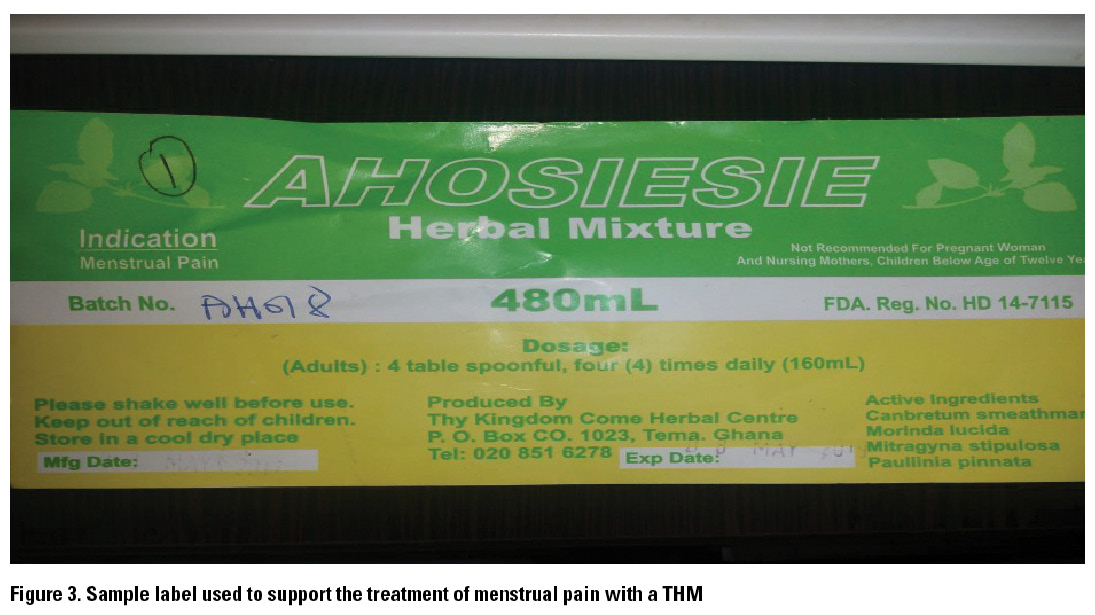 1
AHOSIESIE
Herbal Mixture
Indication
Menstrual Pain
Not Recommended For Pregnant Woman
And Nursing Mothers, Children Below Age of Twelve Yea
Batch No. AH018
480mL
FDA. Reg. No. HD 14-7115
Dosage:
(Adults) : 4 table spoonful, four (4) times daily (160mL)
Please shake well before use.
Keep out of reach of children.
Store in a cool dry place
Mfg Date:
Produced By
Thy Kingdom Come Herbal Centre
P. O. Box CO. 1023, Tema. Ghana
Tel: 020 851 6278
Exp Date: MAY
Active Ingredients
Canbretum smeathmar
Morinda lucida
Mitragyna stipulosa
Paullinia pinnata
Figure 3. Sample label used to support the treatment of menstrual pain with a THM